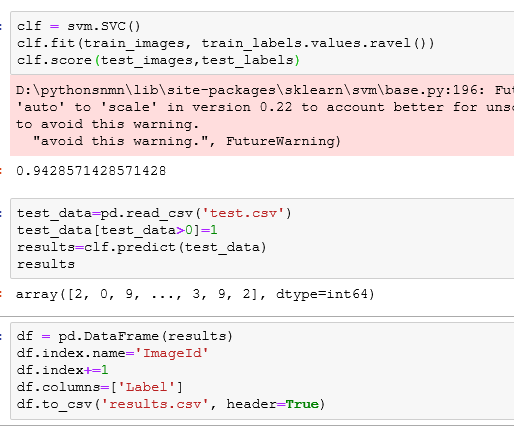 clf = svm.SVC()
clf.fit(train_images, train_labels.values.ravel())
clf.score(test_images,test_labels)
D:\pythonsnmn\lib\site-packages\sklearn\svm\base.py:196: Fut
'auto' to 'scale' in version 0.22 to account better for unsc
to avoid this warning.
"avoid this warning.", FutureWarning)
0.9428571428571428
test_data=pd.read_csv('test.csv')
test_data[test_data>0]=1
results=clf.predict(test_data)
results
array([2, 0, 9, ..., 3, 9, 2], dtype=int64)
df = pd.DataFrame(results)
df.index.name='ImageId'
df.index+=1
df.columns=['Label']
df.to_csv('results.csv', header=True)